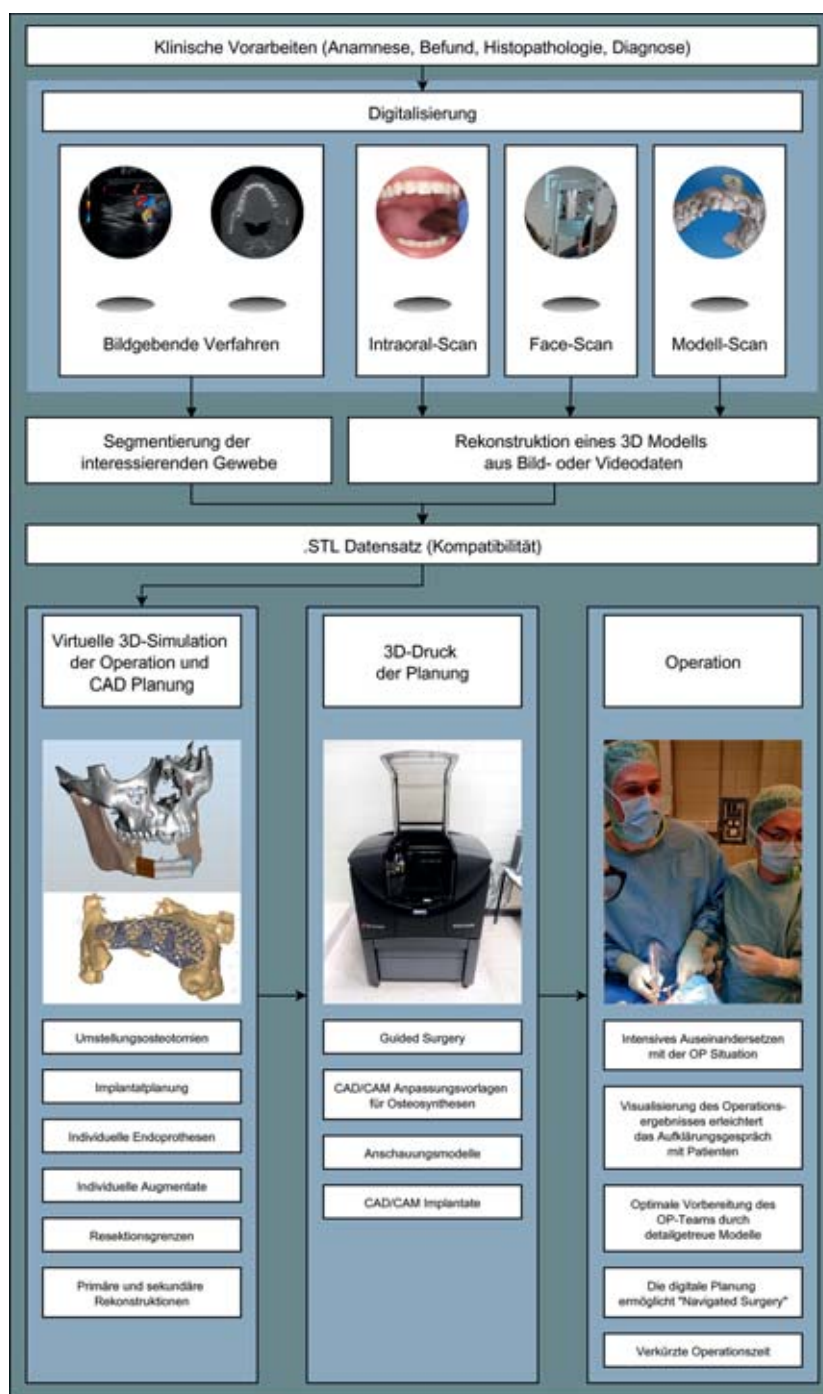 Klinische Vorarbeiten (Anamnese, Befund, Histopathologie, Diagnose)
Digitalisierung
Bildgebende Verfahren
Intraoral-Scan
Face-Scan
Modell-Scan
Segmentierung der
interessierenden Gewebe
Rekonstruktion eines 3D Modells
aus Bild- oder Videodaten
.STL Datensatz (Kompatibilität)
Virtuelle 3D-Simulation
der Operation und
CAD Planung
3D-Druck
der Planung
Operation
Umstellungsosteotomien
Implantatplanung
Individuelle Endoprothesen
Individuelle Augmentate
Resektionsgrenzen
Primäre und sekundäre
Rekonstruktionen
Guided Surgery
CAD/CAM Anpassungsvorlagen
für Osteosynthesen
Anschauungsmodelle
CAD/CAM Implantate
Intensives Auseinandersetzen
mit der OP Situation
Visualisierung des Operations-
ergebnisses erleichtert
das Aufklärungsgespräch
mit Patienten
Optimale Vorbereitung des
OP-Teams durch
detailgetreue Modelle
Die digitale Planung
ermöglicht "Navigated Surgery"
Verkürzte Operationszeit